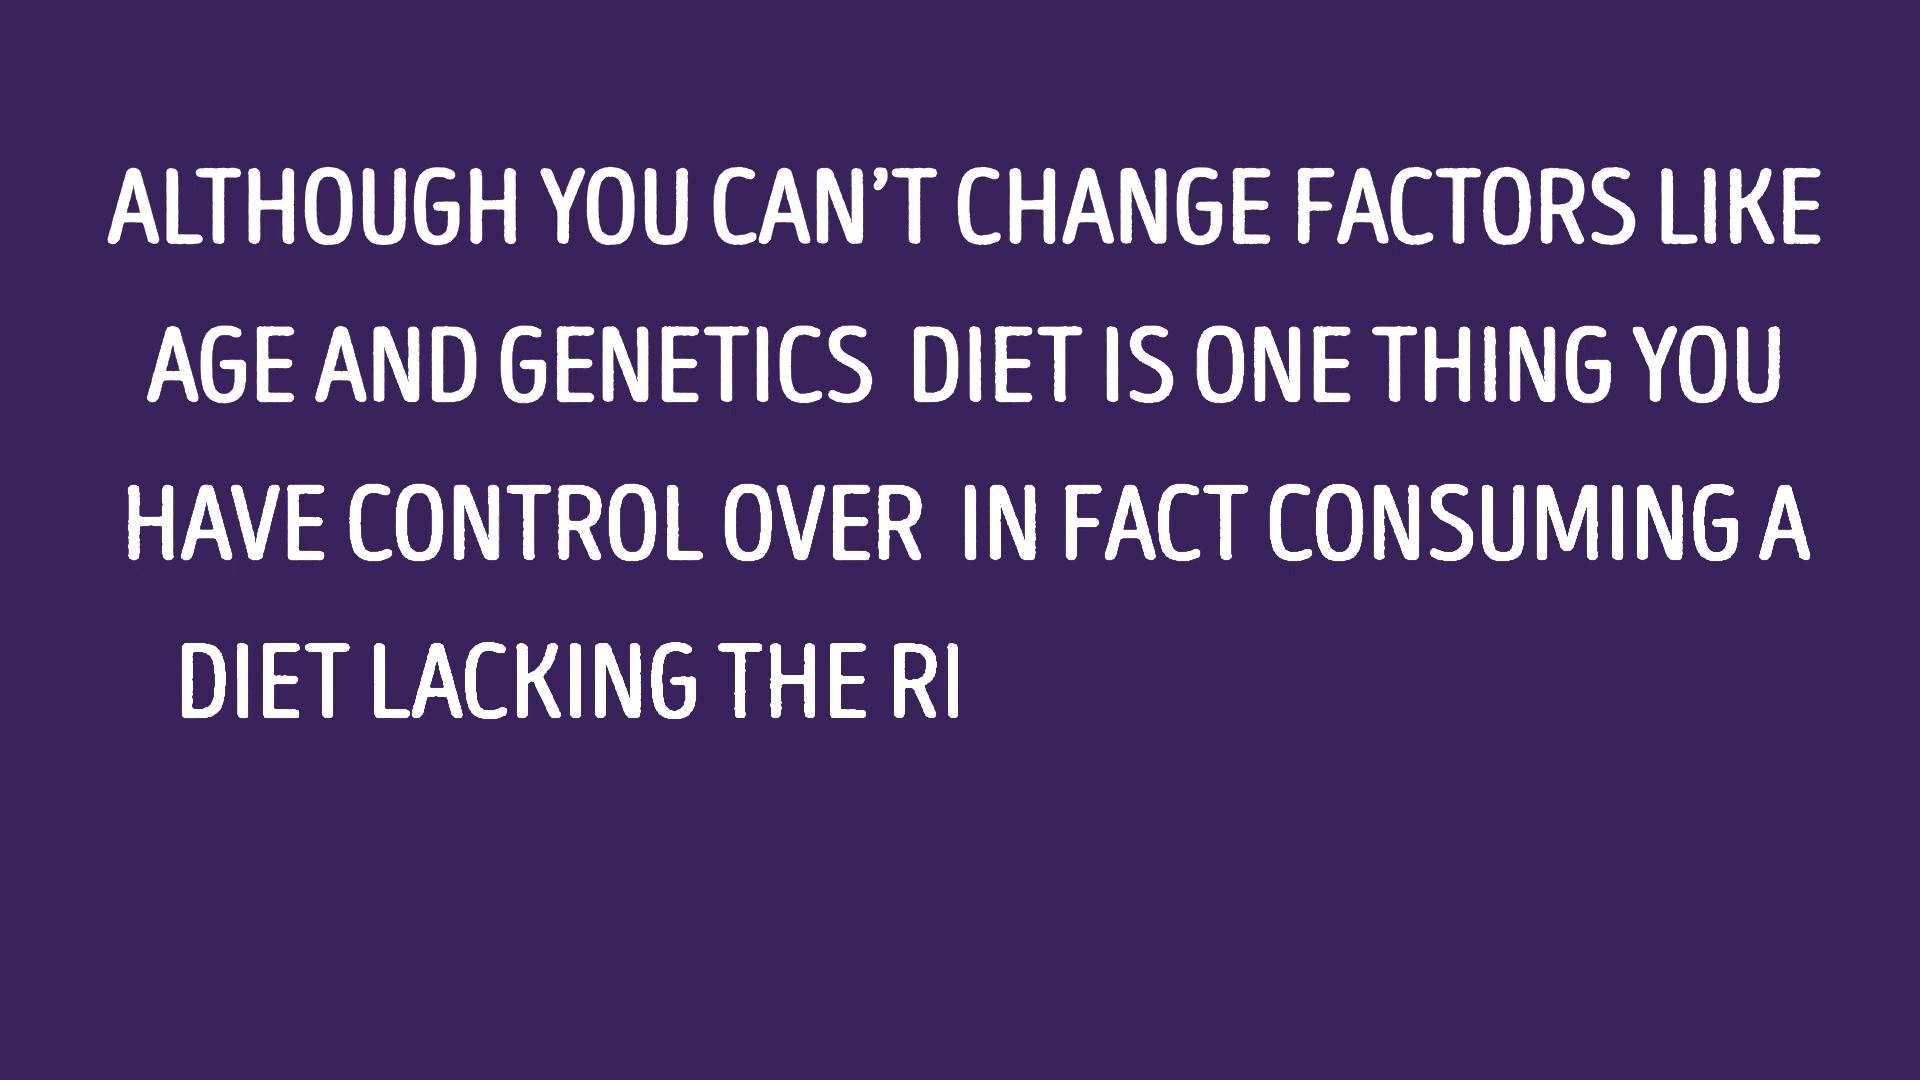 ALTHOUGH YOU CAN’T CHANGE FACTORS LIKE
AGE AND GENETICS  DIET IS ONE THING YOU
HAVE CONTROL OVER  IN FACT CONSUMING A
DIET LACKING THE RI